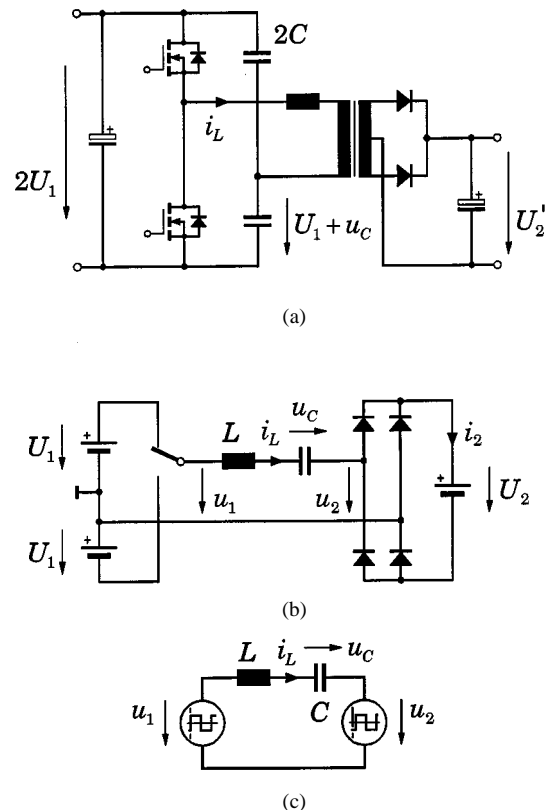 2C
i_L
2U_1
+
U_1 + u_C
+
U_2'
(a)
u_C
U_1
+
L
i_L
i_2
u_1
u_2
+
U_2
U_1
+
(b)
L
i_L
u_C
u_1
C
u_2
(c)